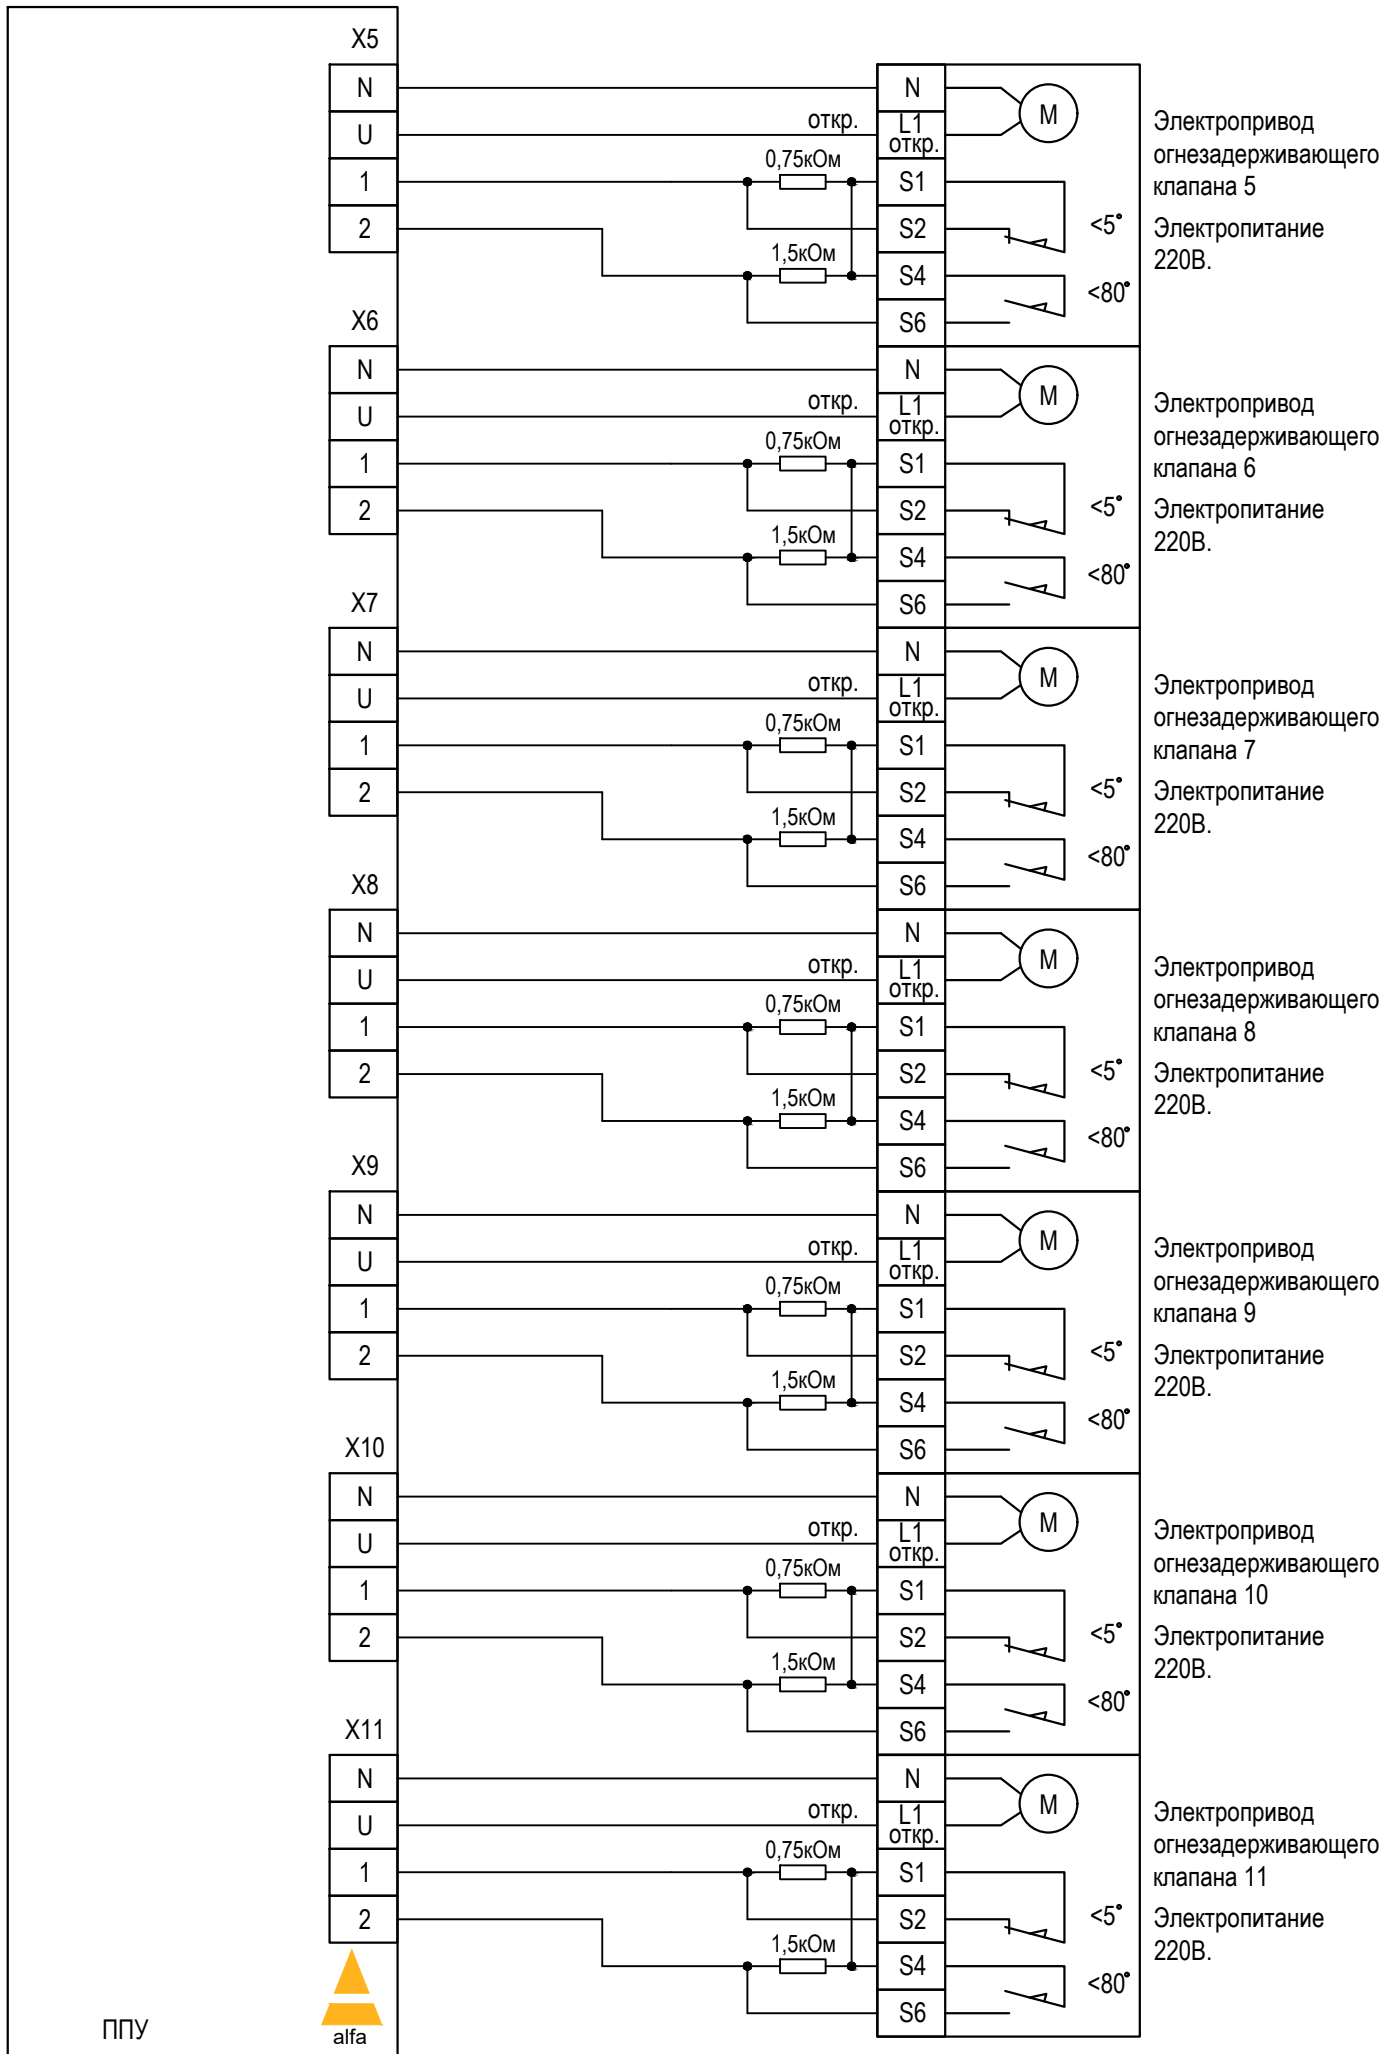 X5
N
U
1
2
откр.
0,75кОм
1,5кОм
N
L1
откр.
S1
S2
S4
S6
M
<5°
<80°
Электропривод
огнезадерживающего
клапана 5
Электропитание
220В.
X6
N
U
1
2
откр.
0,75кОм
1,5кОм
N
L1
откр.
S1
S2
S4
S6
M
<5°
<80°
Электропривод
огнезадерживающего
клапана 6
Электропитание
220В.
X7
N
U
1
2
откр.
0,75кОм
1,5кОм
N
L1
откр.
S1
S2
S4
S6
M
<5°
<80°
Электропривод
огнезадерживающего
клапана 7
Электропитание
220В.
X8
N
U
1
2
откр.
0,75кОм
1,5кОм
N
L1
откр.
S1
S2
S4
S6
M
<5°
<80°
Электропривод
огнезадерживающего
клапана 8
Электропитание
220В.
X9
N
U
1
2
откр.
0,75кОм
1,5кОм
N
L1
откр.
S1
S2
S4
S6
M
<5°
<80°
Электропривод
огнезадерживающего
клапана 9
Электропитание
220В.
X10
N
U
1
2
откр.
0,75кОм
1,5кОм
N
L1
откр.
S1
S2
S4
S6
M
<5°
<80°
Электропривод
огнезадерживающего
клапана 10
Электропитание
220В.
X11
N
U
1
2
откр.
0,75кОм
1,5кОм
N
L1
откр.
S1
S2
S4
S6
M
<5°
<80°
Электропривод
огнезадерживающего
клапана 11
Электропитание
220В.
ППУ
alfa